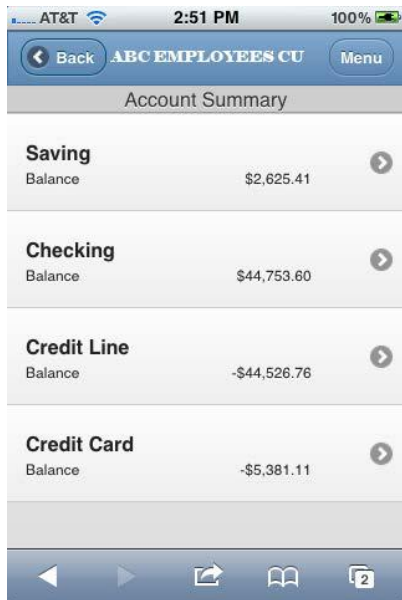 AT&T 2:51 PM 100%
Back ABC EMPLOYEES CU Menu
Account Summary
Saving
Balance $2,625.41
Checking
Balance $44,753.60
Credit Line
Balance -$44,526.76
Credit Card
Balance -$5,381.11
2